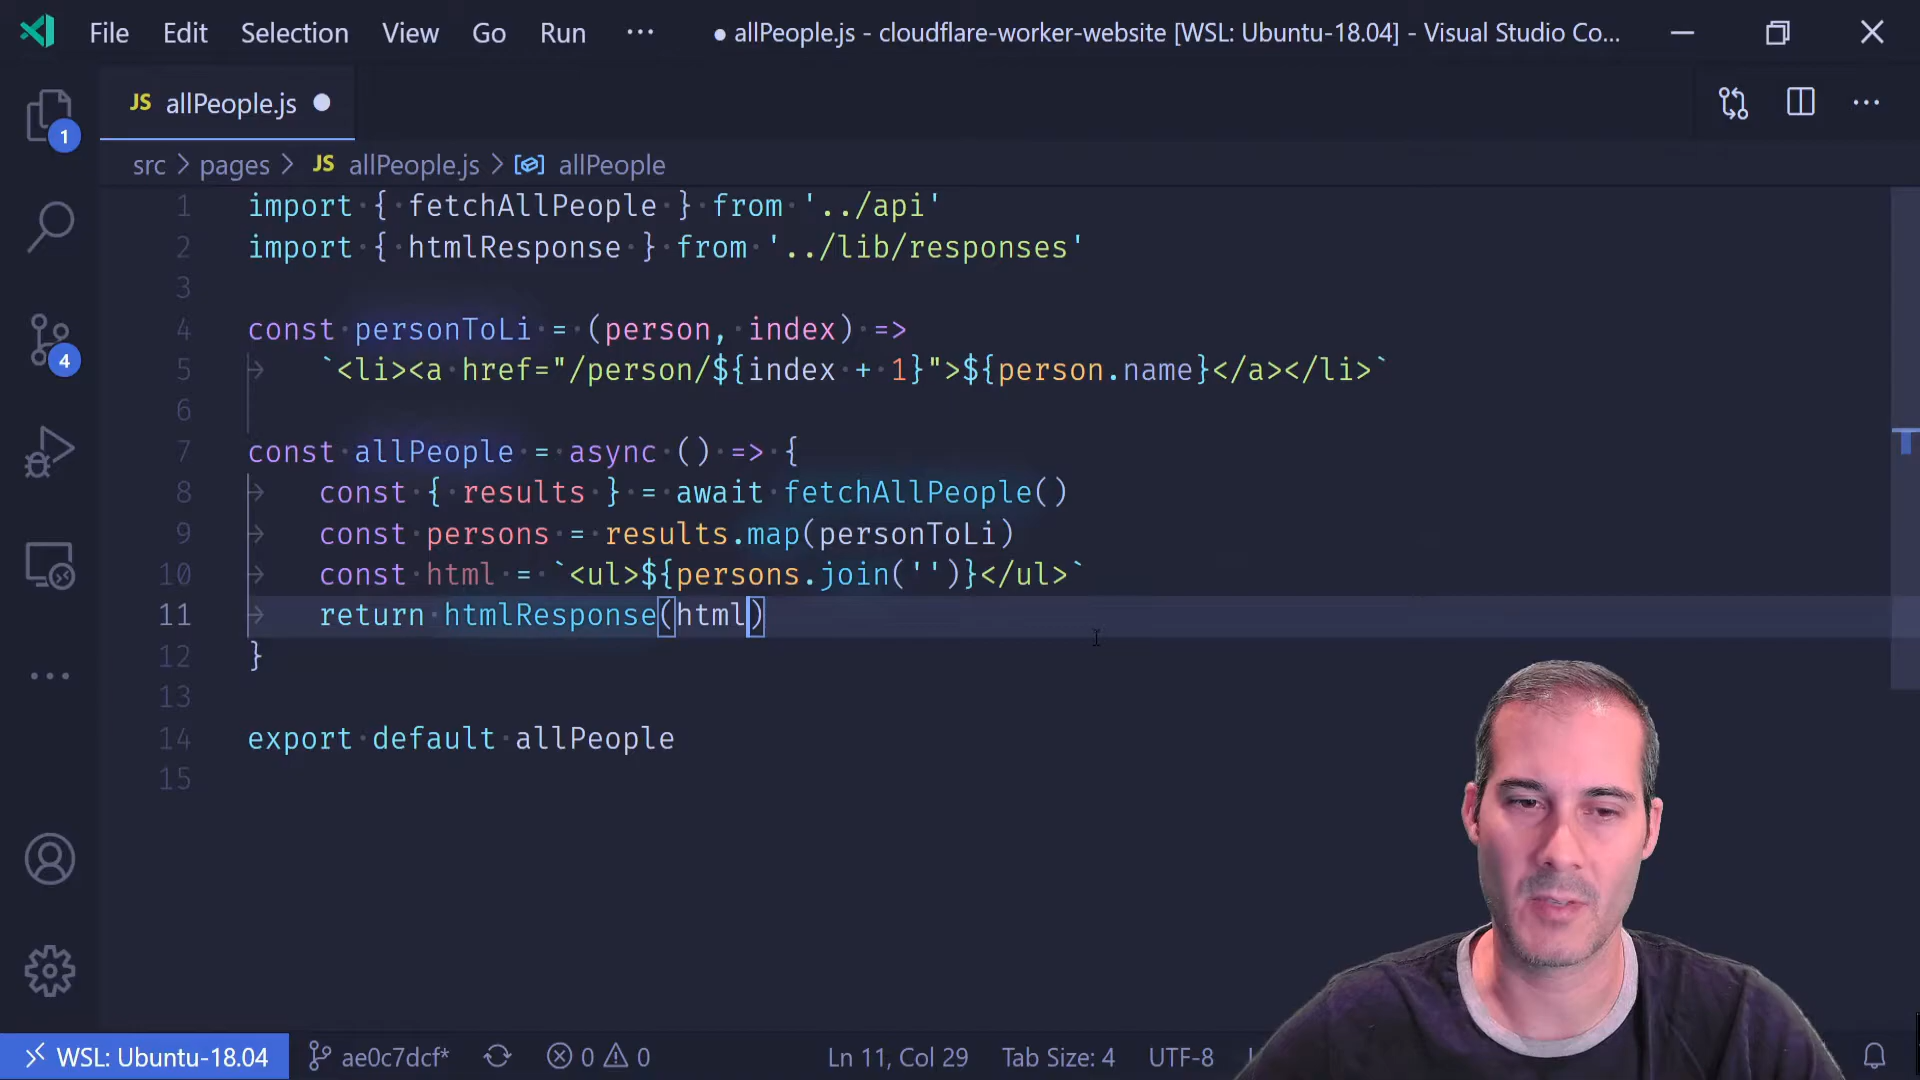 File Edit Selection View Go Run ··· ● allPeople.js - cloudflare-worker-website [WSL: Ubuntu-18.04] - Visual Studio Co...
JS allPeople.js ●
src > pages > JS allPeople.js > allPeople
1 import { fetchAllPeople } from '../api'
2 import { htmlResponse } from '../lib/responses'
3
4 const personToLi = (person, index) =>
5 `<li><a href="/person/${index + 1}">${person.name}</a></li>`
6
7 const allPeople = async () => {
8 const { results } = await fetchAllPeople()
9 const persons = results.map(personToLi)
10 const html = `<ul>${persons.join('')}</ul>`
11 return htmlResponse(html)
12 }
13
14 export default allPeople
15
1
4
WSL: Ubuntu-18.04 ae0c7dcf* 0 0 Ln 11, Col 29 Tab Size: 4 UTF-8